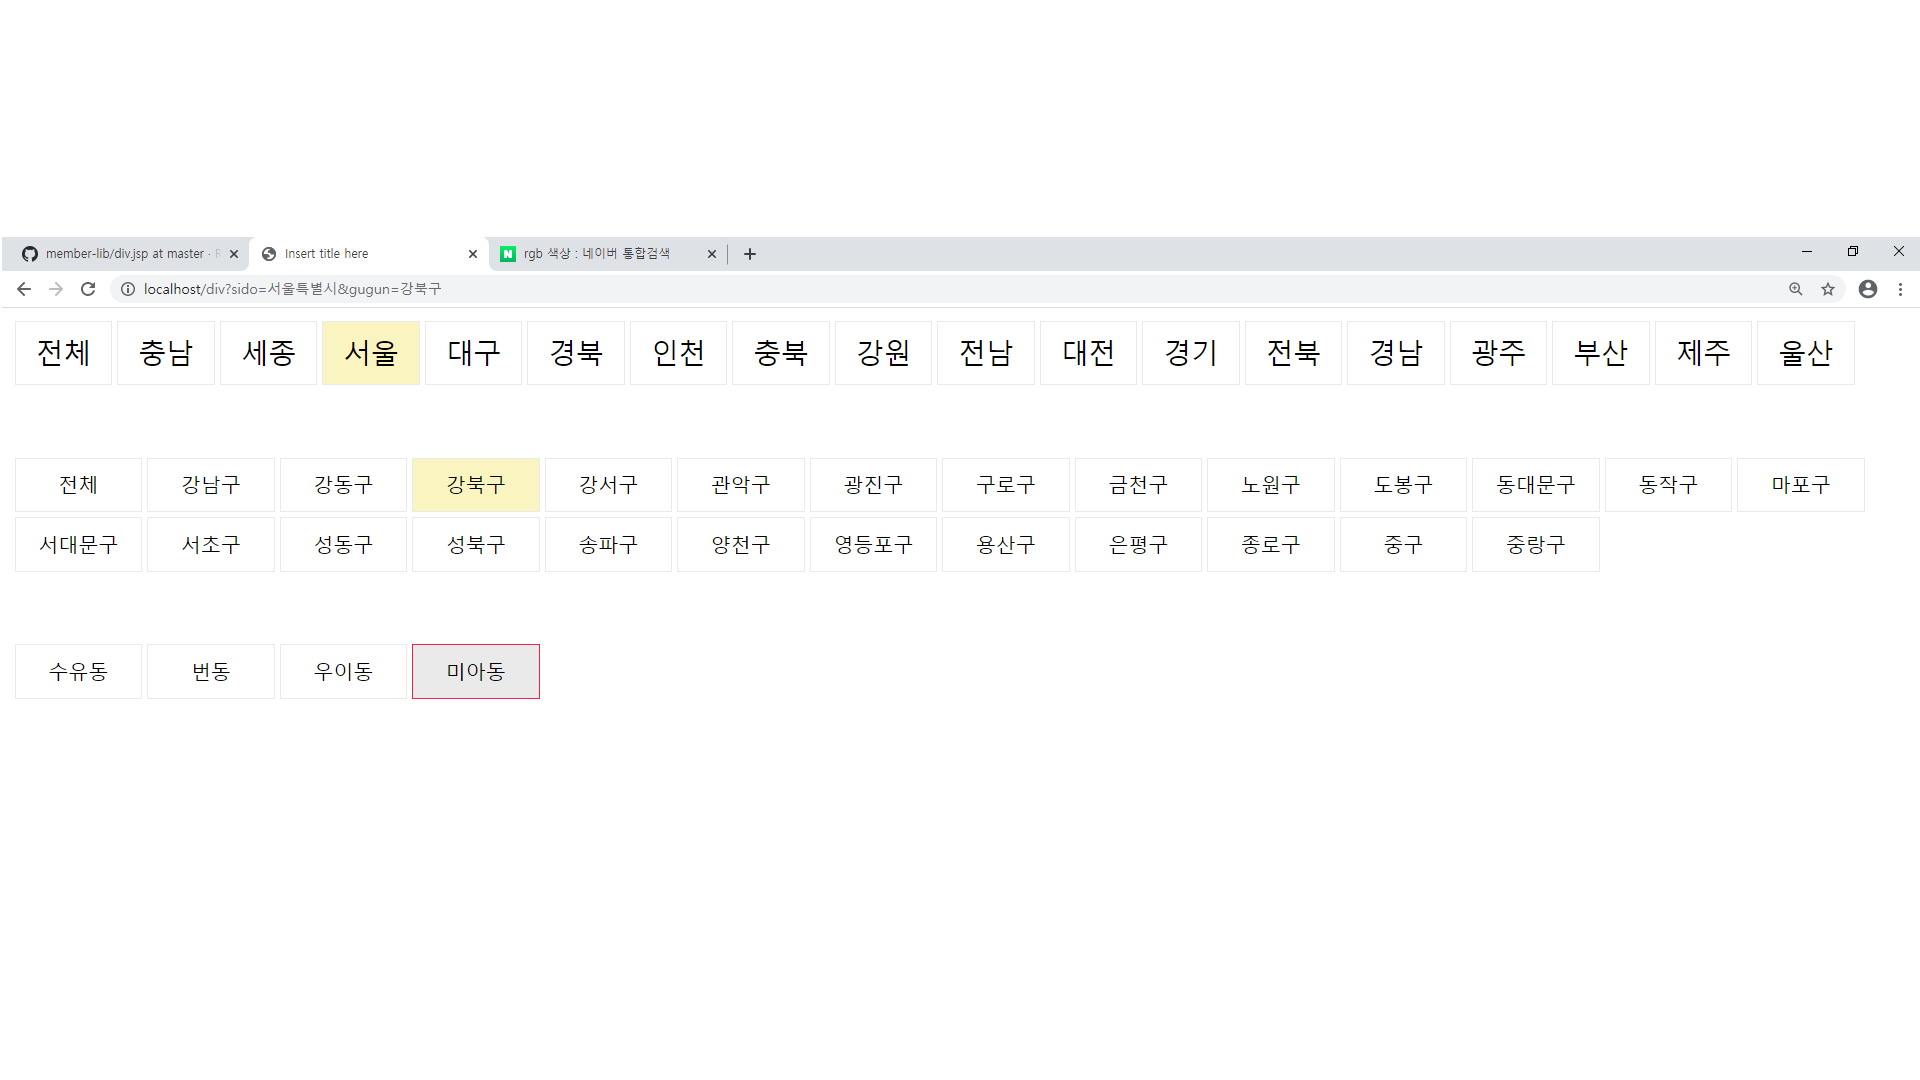 member-lib/div.jsp at master ·
Insert title here
rgb 색상 : 네이버 통합검색
localhost/div?sido=서울특별시&gugun=강북구
전체 충남 세종 서울 대구 경북 인천 충북 강원 전남 대전 경기 전북 경남 광주 부산 제주 울산
전체 강남구 강동구 강북구 강서구 관악구 광진구 구로구 금천구 노원구 도봉구 동대문구 동작구 마포구
서대문구 서초구 성동구 성북구 송파구 양천구 영등포구 용산구 은평구 종로구 중구 중랑구
수유동 번동 우이동 미아동